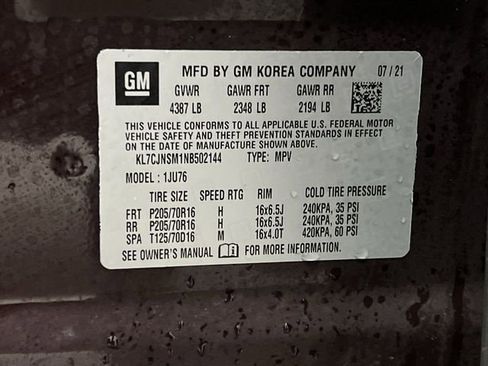 GM MFD BY GM KOREA COMPANY 07/21
GVWR GAWR FRT GAWR RR
4387 LB 2348 LB 2194 LB
THIS VEHICLE CONFORMS TO ALL APPLICABLE U.S. FEDERAL MOTOR
VEHICLE SAFETY AND THEFT PREVENTION STANDARDS IN EFFECT
ON THE DATE OF MANUFACTURE SHOWN ABOVE.
KL7CJNSM1NB502144 TYPE: MPV
MODEL: 1JU76
TIRE SIZE SPEED RTG RIM COLD TIRE PRESSURE
FRT P205/70R16 H 16x6.5J 240KPA, 35 PSI
RR P205/70R16 H 16x6.5J 240KPA, 35 PSI
SPA T125/70D16 M 16x4.0T 420KPA, 60 PSI
SEE OWNER'S MANUAL FOR MORE INFORMATION.